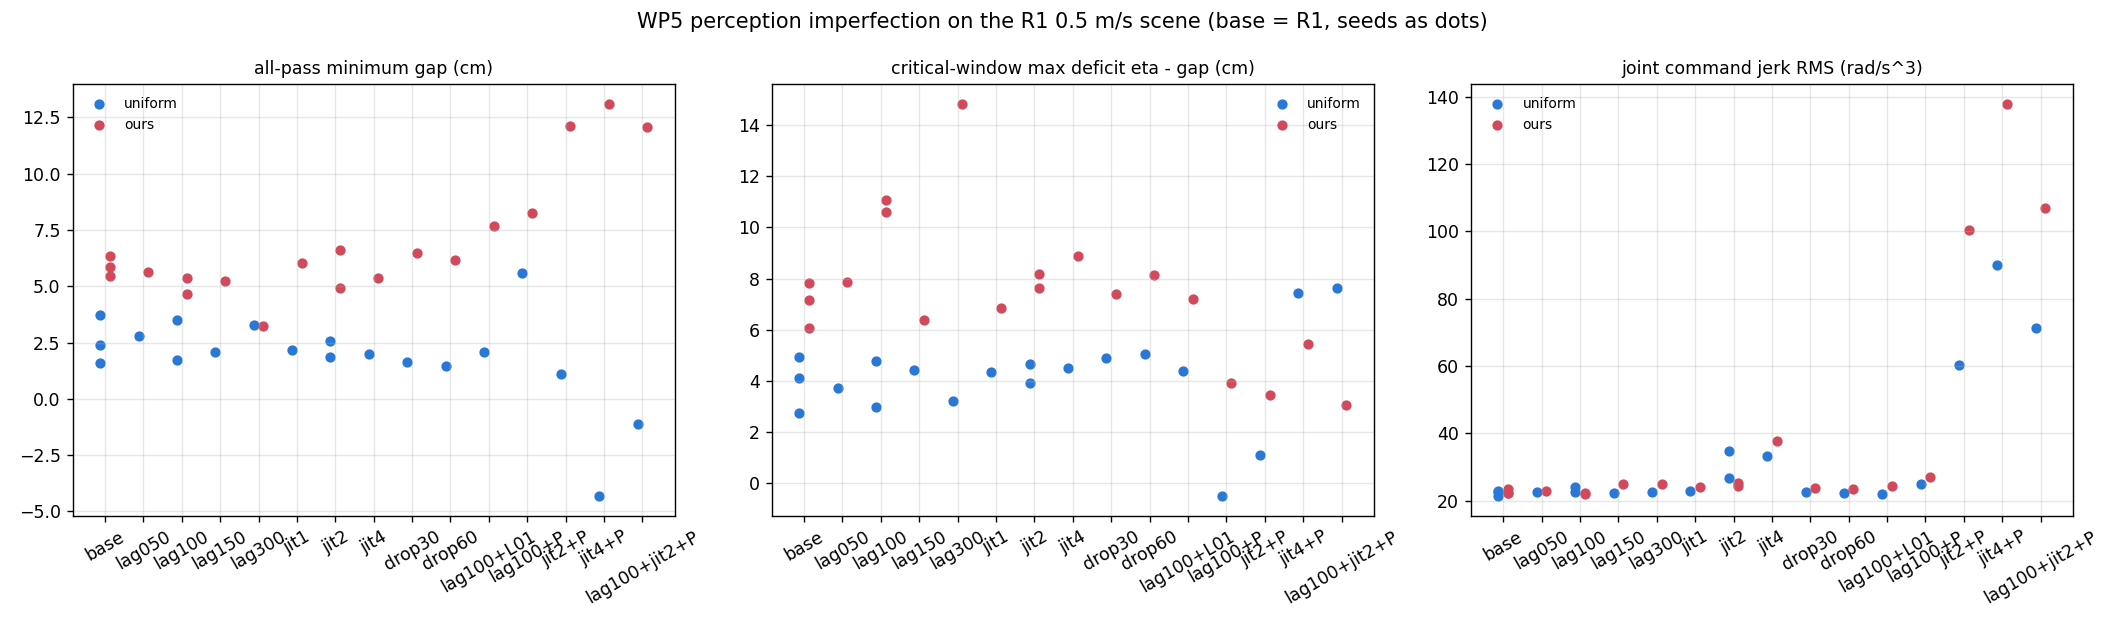 WP5 perception imperfection on the R1 0.5 m/s scene (base = R1, seeds as dots)
all-pass minimum gap (cm)
uniform
ours
12.5
10.0
7.5
5.0
2.5
0.0
−2.5
−5.0
base
lag050
lag100
lag150
lag300
jit1
jit2
jit4
drop30
drop60
lag100+L01
lag100+P
jit2+P
jit4+P
lag100+jit2+P
critical-window max deficit eta - gap (cm)
uniform
ours
14
12
10
8
6
4
2
0
base
lag050
lag100
lag150
lag300
jit1
jit2
jit4
drop30
drop60
lag100+L01
lag100+P
jit2+P
jit4+P
lag100+jit2+P
joint command jerk RMS (rad/s^3)
uniform
ours
140
120
100
80
60
40
20
base
lag050
lag100
lag150
lag300
jit1
jit2
jit4
drop30
drop60
lag100+L01
lag100+P
jit2+P
jit4+P
lag100+jit2+P